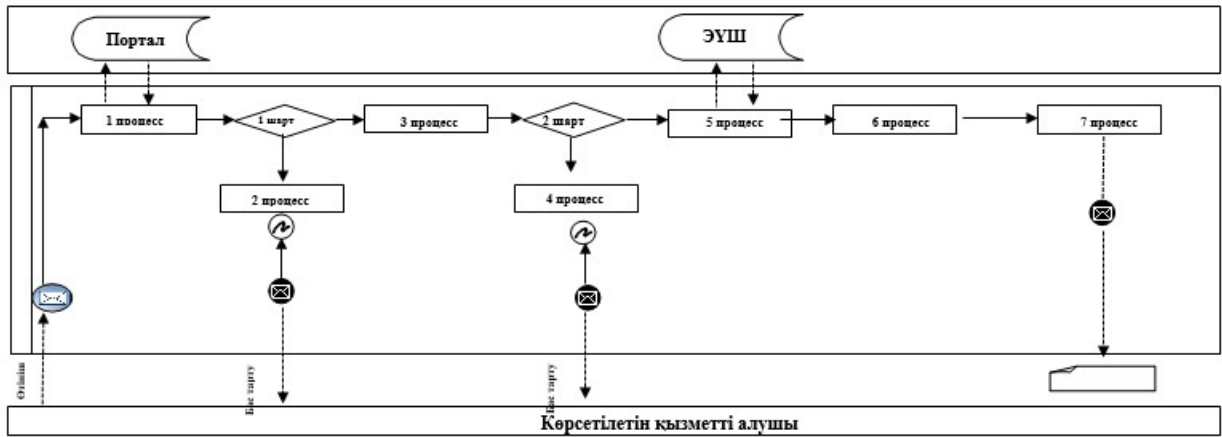 Портал
ЭҮШ
1 процесс
1 шарт
3 процесс
2 шарт
5 процесс
6 процесс
7 процесс
2 процесс
4 процесс
Өтініш
Бас тарту
Бас тарту
Көрсетілетін қызметті алушы